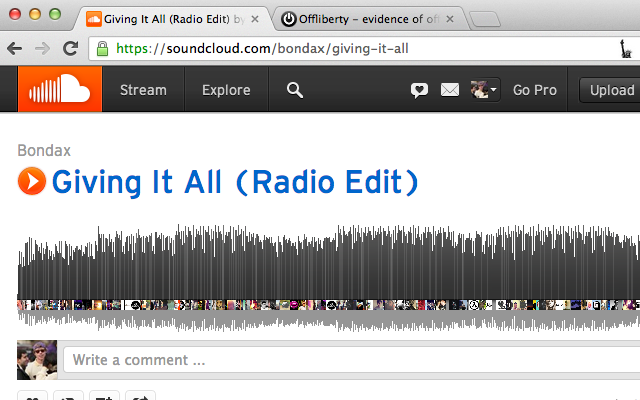 Giving It All (Radio Edit) by
Offliberty – evidence of of
https://soundcloud.com/bondax/giving-it-all
Stream
Explore
Go Pro
Upload
Bondax
Giving It All (Radio Edit)
Write a comment ...